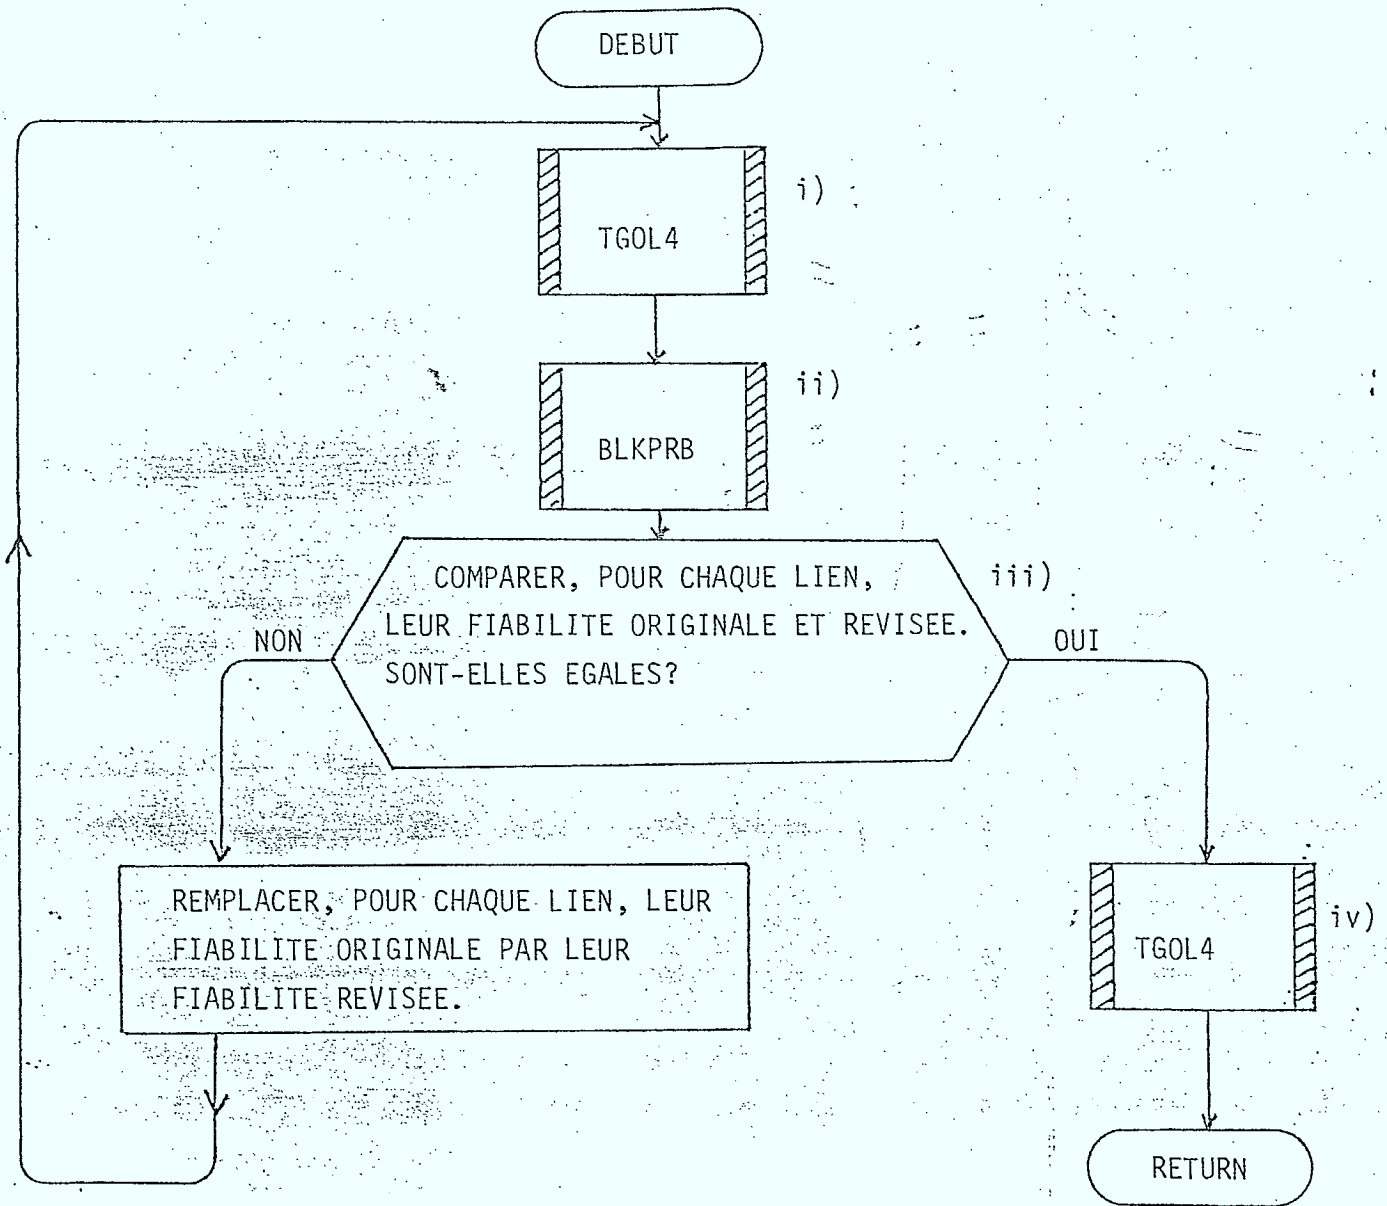 DEBUT
i)
TGOL4
ii)
BLKPRB
COMPARER, POUR CHAQUE LIEN,
iii)
LEUR FIABILITE ORIGINALE ET REVISEE.
NON
OUI
SONT-ELLES EGALES?
REMPLACER, POUR CHAQUE LIEN, LEUR
FIABILITE ORIGINALE PAR LEUR
FIABILITE REVISEE.
iv)
TGOL4
RETURN